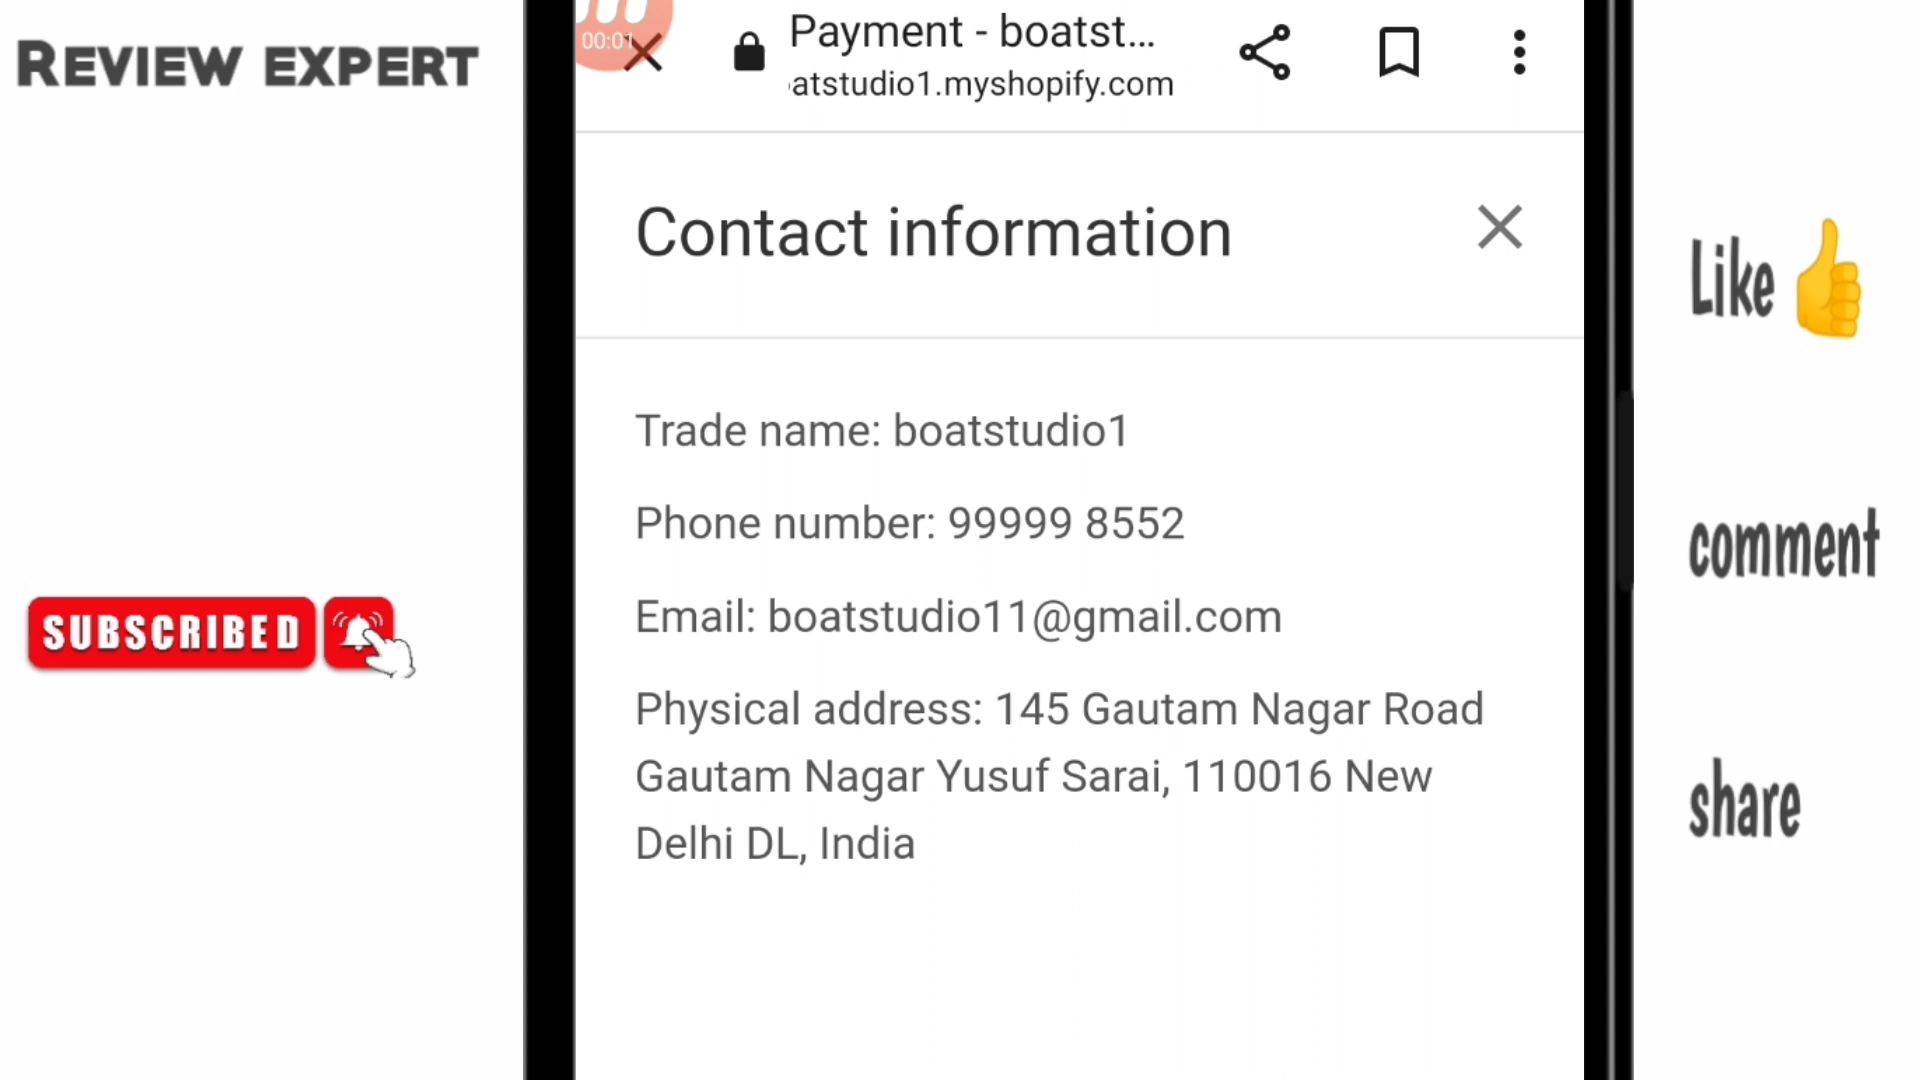 REVIEW EXPERT
00:01
Payment - boatst...
atstudio1.myshopify.com
Contact information
Trade name: boatstudio1
Phone number: 99999 8552
Email: boatstudio11@gmail.com
Physical address: 145 Gautam Nagar Road
Gautam Nagar Yusuf Sarai, 110016 New
Delhi DL, India
SUBSCRIBED
Like
comment
share